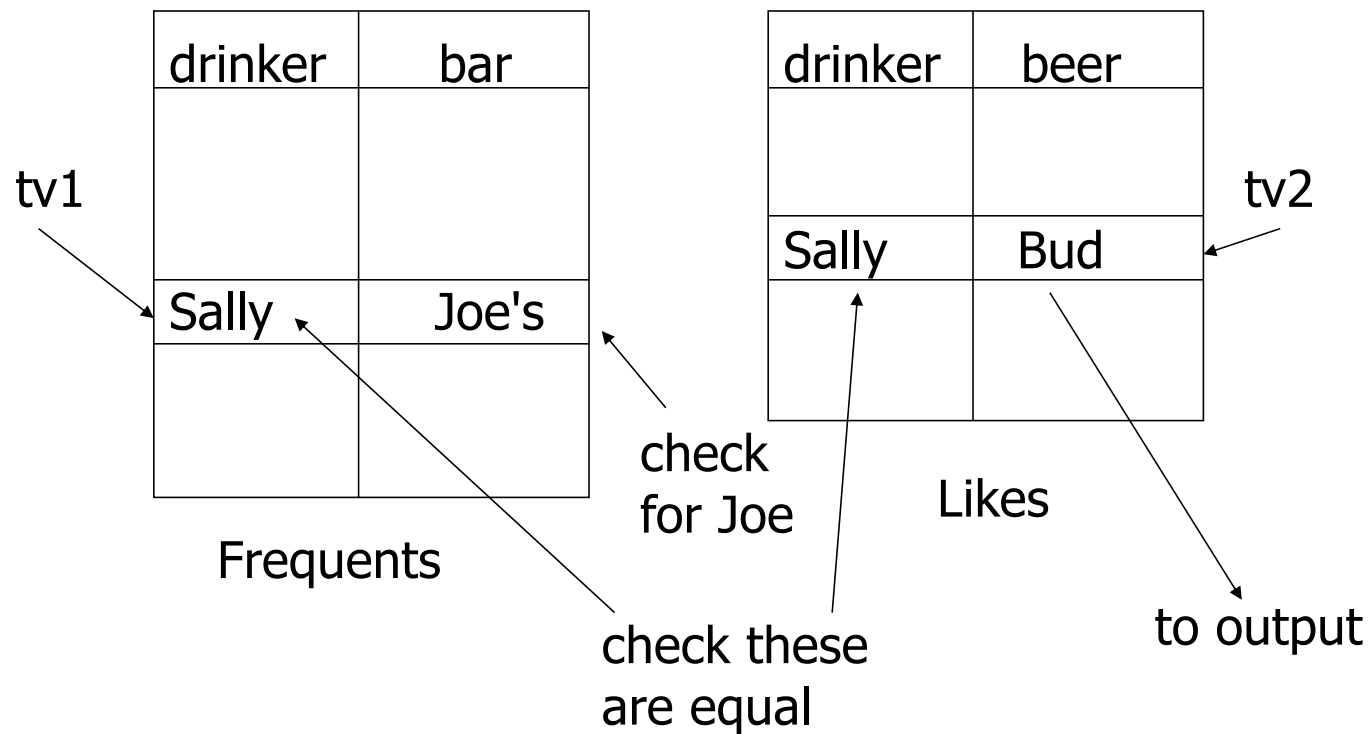 drinker bar
tv1
Sally Joe's
Frequents
check
for Joe
drinker beer
Sally Bud
tv2
Likes
check these
are equal
to output